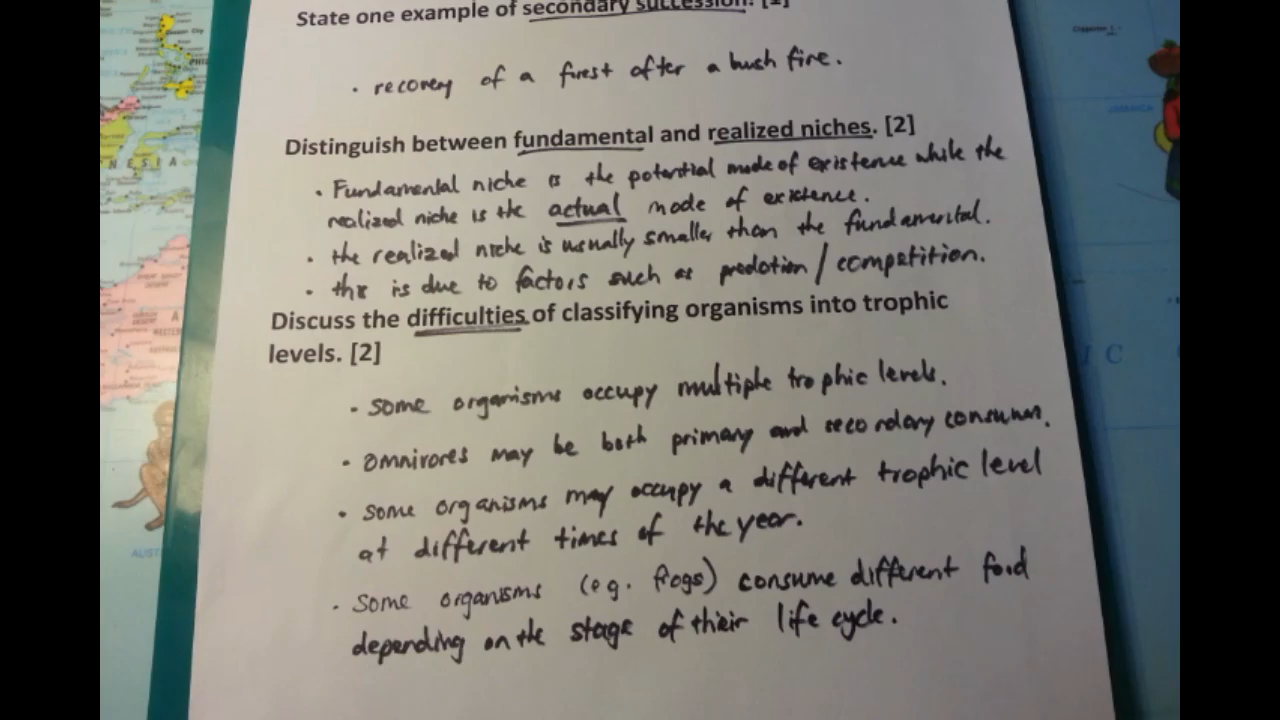 State one example of secondary succession. [1]
• recovery of a forest after a bush fire.
Distinguish between fundamental and realized niches. [2]
• Fundamental niche is the potential mode of existence while the
realized niche is the actual mode of existence.
• the realized niche is usually smaller than the fundamental.
• this is due to factors such as predation / competition.
Discuss the difficulties of classifying organisms into trophic
levels. [2]
• some organisms occupy multiple trophic levels.
• omnivores may be both primary and secondary consumers.
• some organisms may occupy a different trophic level
at different times of the year.
• Some organisms (eg. frogs) consume different food
depending on the stage of their life cycle.
NESIA
JAMAICA
I C
AUST